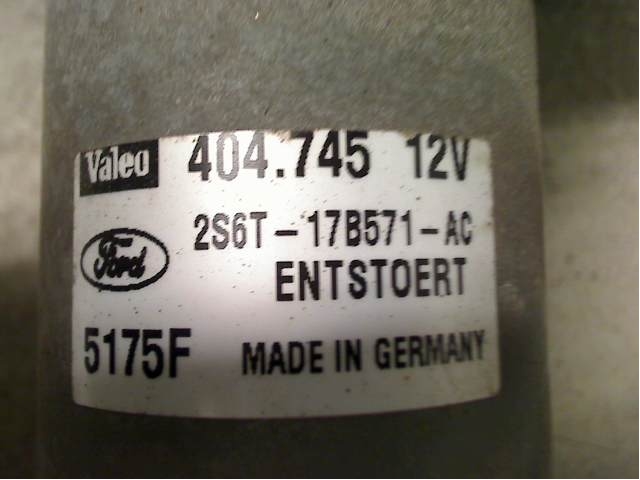 Valeo 404.745 12V
Ford 2S6T-17B571-AC
ENTSTOERT
5175F MADE IN GERMANY